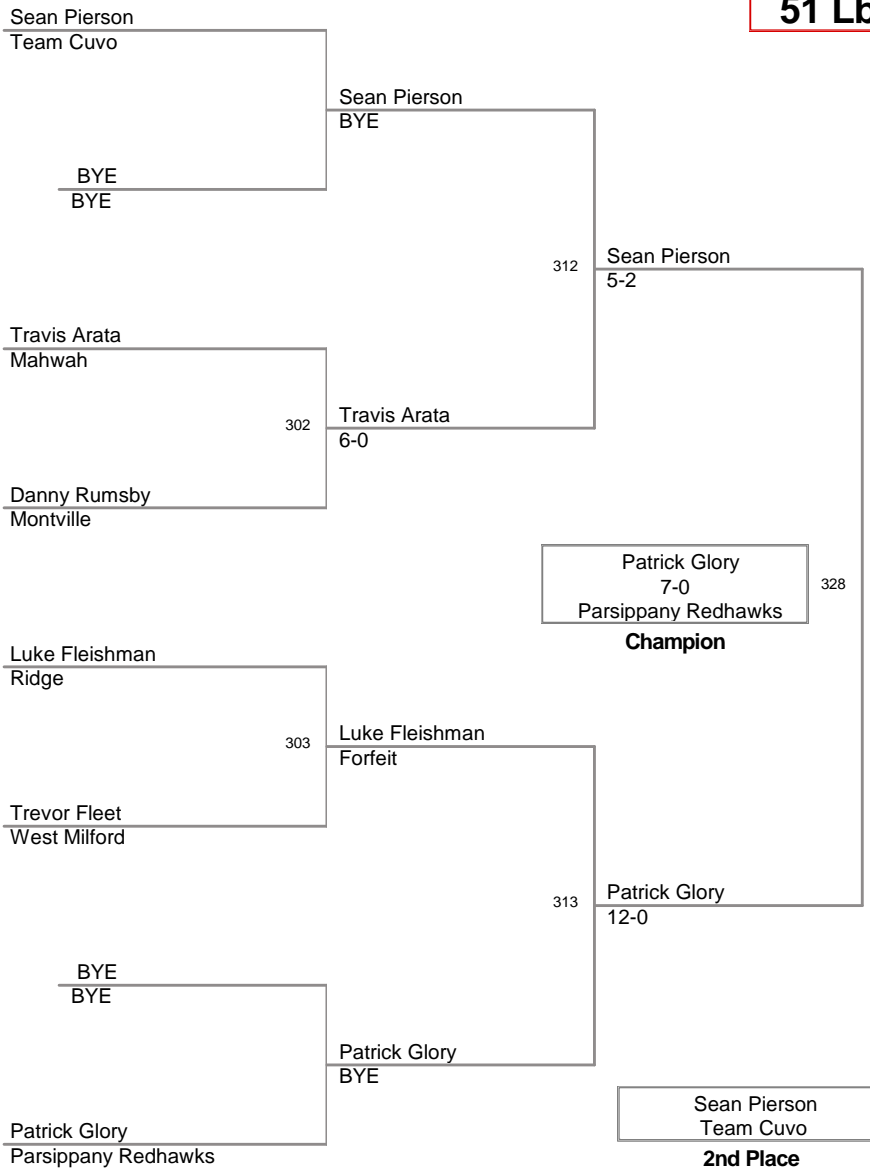 51 Lb
Sean Pierson
Team Cuvo
Sean Pierson
BYE
BYE
BYE
312
Sean Pierson
5-2
Travis Arata
Mahwah
302
Travis Arata
6-0
Danny Rumsby
Montville
Patrick Glory
7-0
Parsippany Redhawks
328
Champion
Luke Fleishman
Ridge
303
Luke Fleishman
Forfeit
Trevor Fleet
West Milford
313
Patrick Glory
12-0
BYE
BYE
Patrick Glory
BYE
Patrick Glory
Parsippany Redhawks
Sean Pierson
Team Cuvo
2nd Place